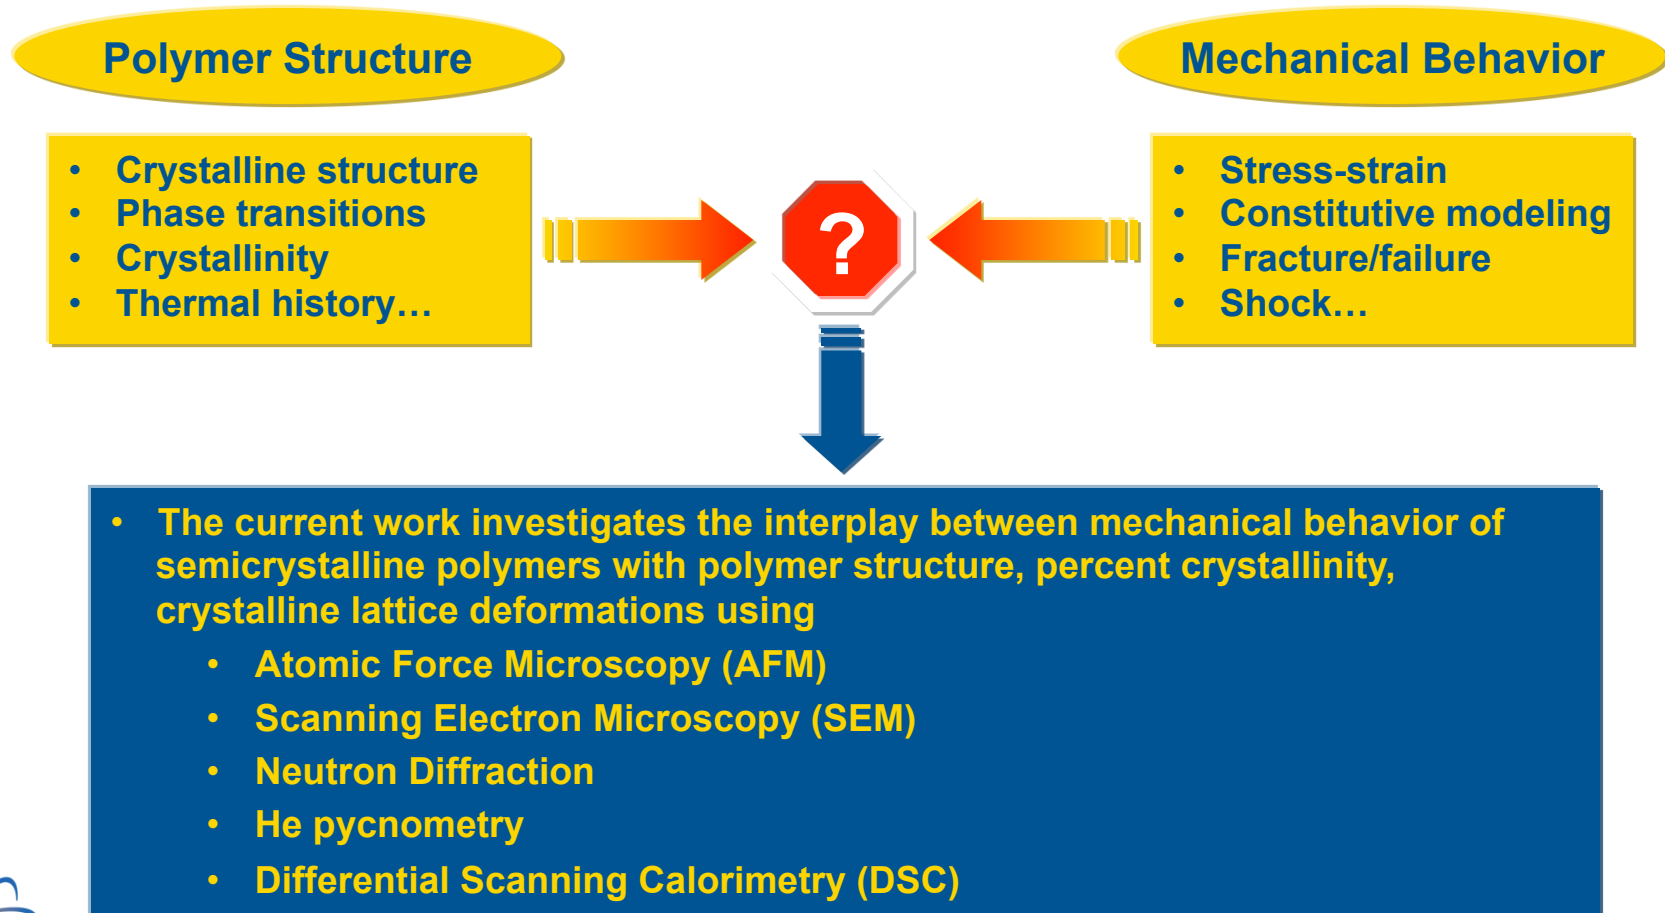 Polymer Structure
Mechanical Behavior
• Crystalline structure
• Phase transitions
• Crystallinity
• Thermal history…
?
• Stress-strain
• Constitutive modeling
• Fracture/failure
• Shock…
• The current work investigates the interplay between mechanical behavior of
semicrystalline polymers with polymer structure, percent crystallinity,
crystalline lattice deformations using
• Atomic Force Microscopy (AFM)
• Scanning Electron Microscopy (SEM)
• Neutron Diffraction
• He pycnometry
• Differential Scanning Calorimetry (DSC)